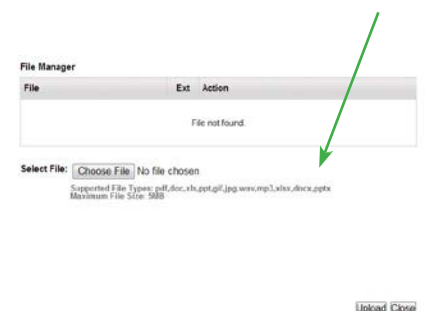 File Manager
File Ext Action
File not found.
Select File: Choose File No file chosen
Supported File Types: pdf,doc,xls,ppt,gif,jpg,wav,mp3,xlsx,docx,pptx
Maximum File Size: 5MB
Upload Close